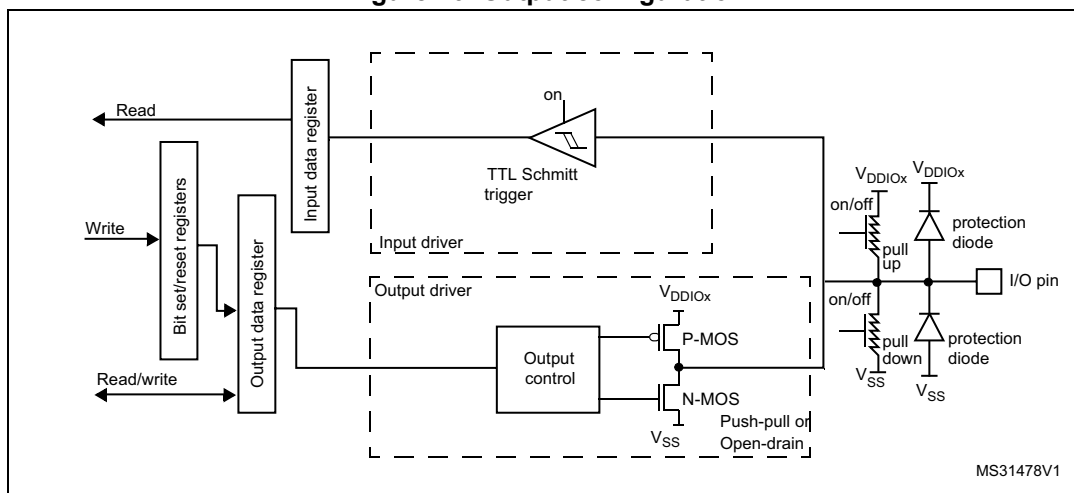 Read
Input data register
on
TTL Schmitt
trigger
Input driver
Write
Bit set/reset registers
Output data register
Read/write
Output driver
VDDIOx
P-MOS
Output
control
N-MOS
VSS
Push-pull or
Open-drain
VDDIOx
VDDIOx
on/off
pull
up
protection
diode
I/O pin
on/off
pull
down
protection
diode
VSS
VSS
MS31478V1